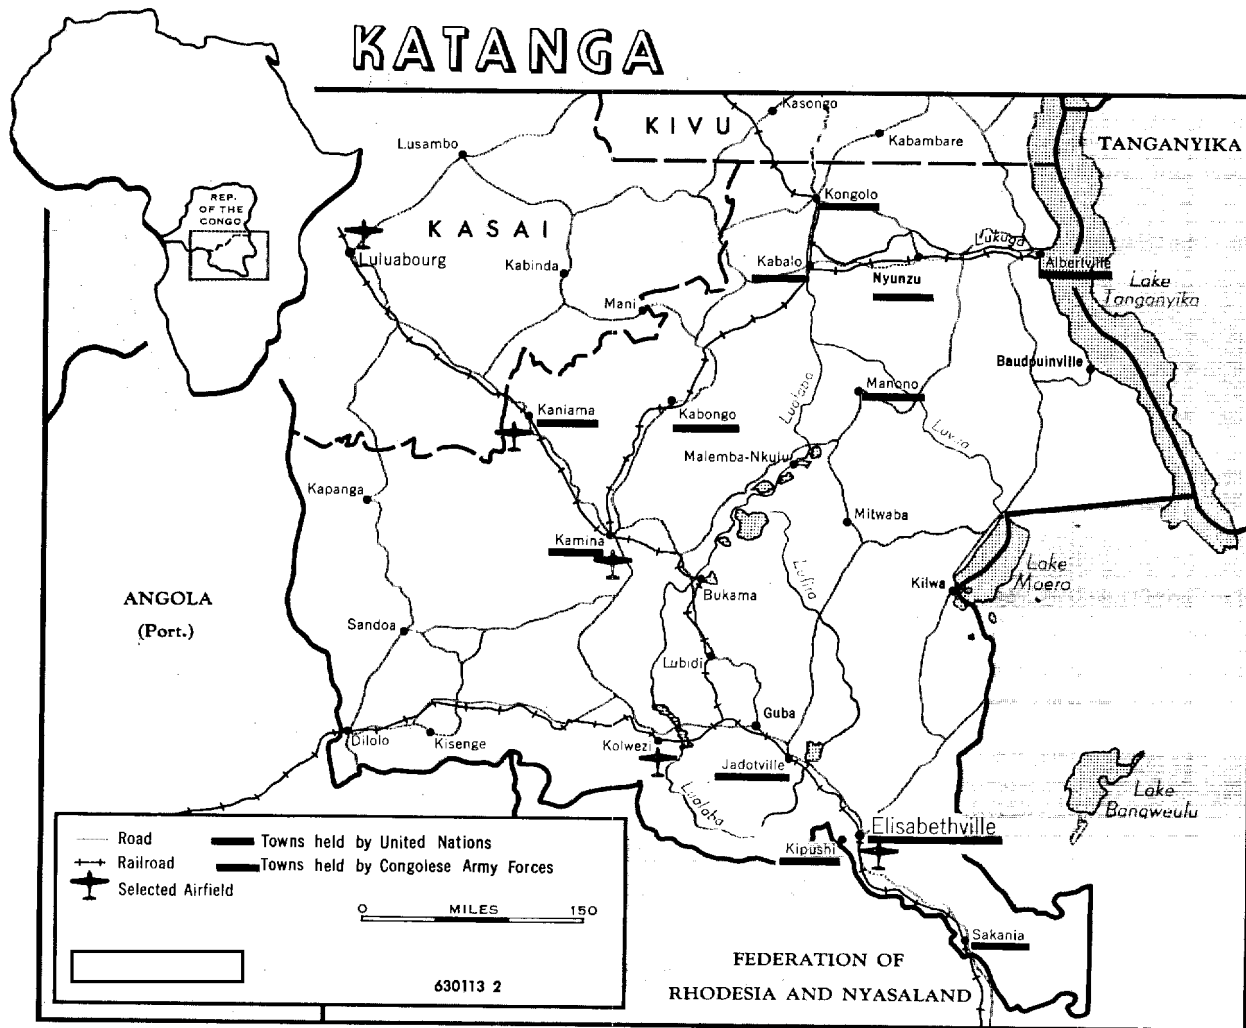 KATANGA
REP.
OF THE
CONGO
KIVU
Kasongo
Kabambare
TANGANYIKA
Lusambo
Kongolo
KASAI
Luluabourg
Kabinda
Kabalo
Nyunzu
Lukuga
Albertville
Lake
Tanganyika
Mani
Baudouinville
Kaniama
Kabongo
Lualaba
Manono
Luvua
Malemba-Nkulu
Kapanga
Mitwaba
Kamina
Lufira
Bukama
Kilwa
Lake
Moero
ANGOLA
(Port.)
Sandoa
Lubidi
Guba
Dilolo
Kisenge
Kolwezi
Jadotville
Lualaba
Lake
Bangweulu
Elisabethville
Kipushi
Sakania
FEDERATION OF
RHODESIA AND NYASALAND
Road
Towns held by United Nations
Railroad
Towns held by Congolese Army Forces
Selected Airfield
0 MILES 150
630113 2